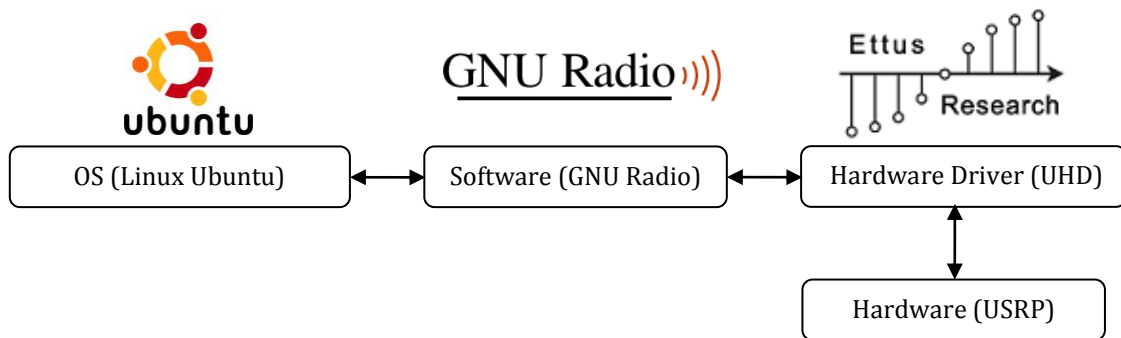 ubuntu
GNU Radio
Ettus
Research
OS (Linux Ubuntu)
Software (GNU Radio)
Hardware Driver (UHD)
Hardware (USRP)